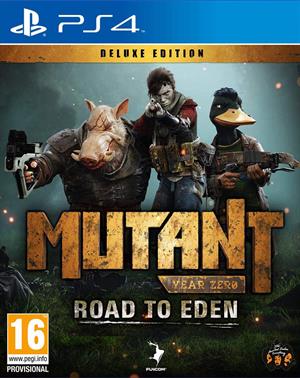 PS4
DELUXE EDITION
MUTANT
YEAR ZERO
ROAD TO EDEN
16
www.pegi.info
PROVISIONAL
FUNCOM